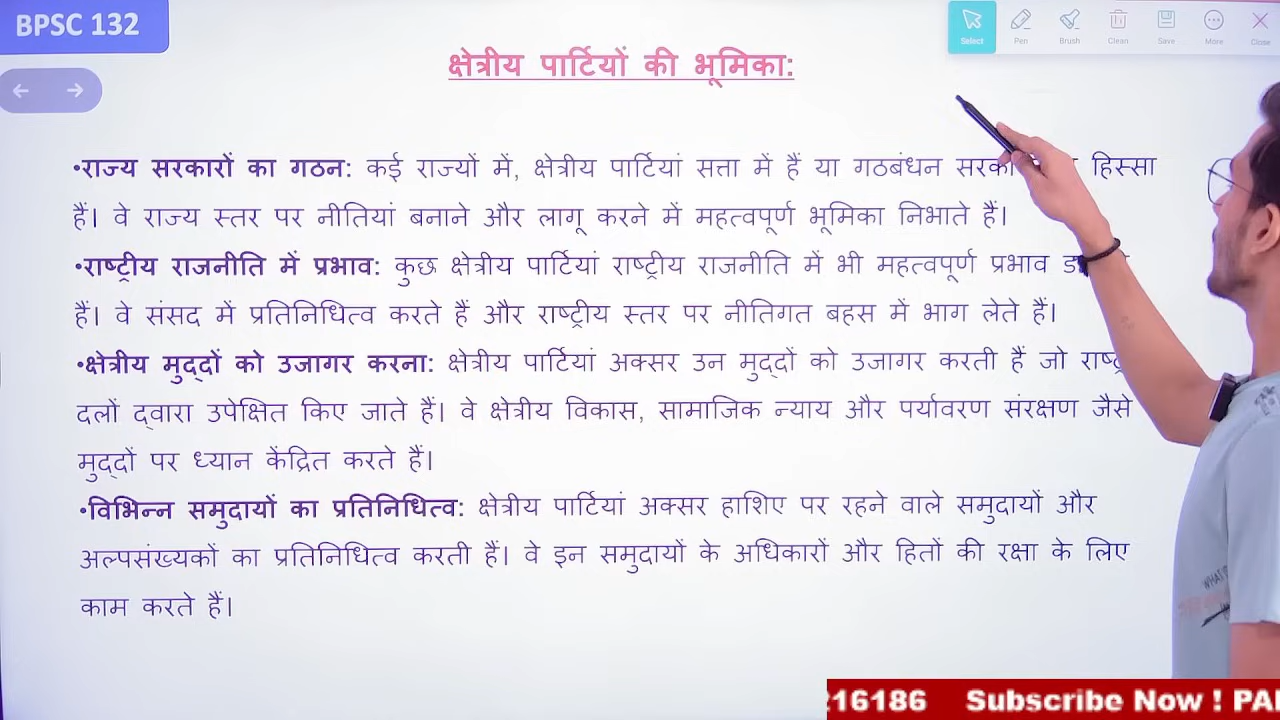 BPSC 132
Select Pen Brush Clean Save More Close
क्षेत्रीय पार्टियों की भूमिका:
•राज्य सरकारों का गठन: कई राज्यों में, क्षेत्रीय पार्टियां सत्ता में हैं या गठबंधन हिस्सा
हैं। वे राज्य स्तर पर नीतियां बनाने और लागू करने में महत्वपूर्ण भूमिका निभाते हैं।
•राष्ट्रीय राजनीति में प्रभाव: कुछ क्षेत्रीय पार्टियां राष्ट्रीय राजनीति में भी महत्वपूर्ण प्रभाव
हैं। वे संसद में प्रतिनिधित्व करते हैं और राष्ट्रीय स्तर पर नीतिगत बहस में भाग लेते हैं।
•क्षेत्रीय मुद्दों को उजागर करना: क्षेत्रीय पार्टियां अक्सर उन मुद्दों को उजागर करती हैं जो
दलों द्वारा उपेक्षित किए जाते हैं। वे क्षेत्रीय विकास, सामाजिक न्याय और पर्यावरण संरक्षण जैसे
मुद्दों पर ध्यान केंद्रित करते हैं।
•विभिन्न समुदायों का प्रतिनिधित्व: क्षेत्रीय पार्टियां अक्सर हाशिए पर रहने वाले समुदायों और
अल्पसंख्यकों का प्रतिनिधित्व करती हैं। वे इन समुदायों के अधिकारों और हितों की रक्षा के लिए
काम करते हैं।
WHAT
216186 Subscribe Now ! PA